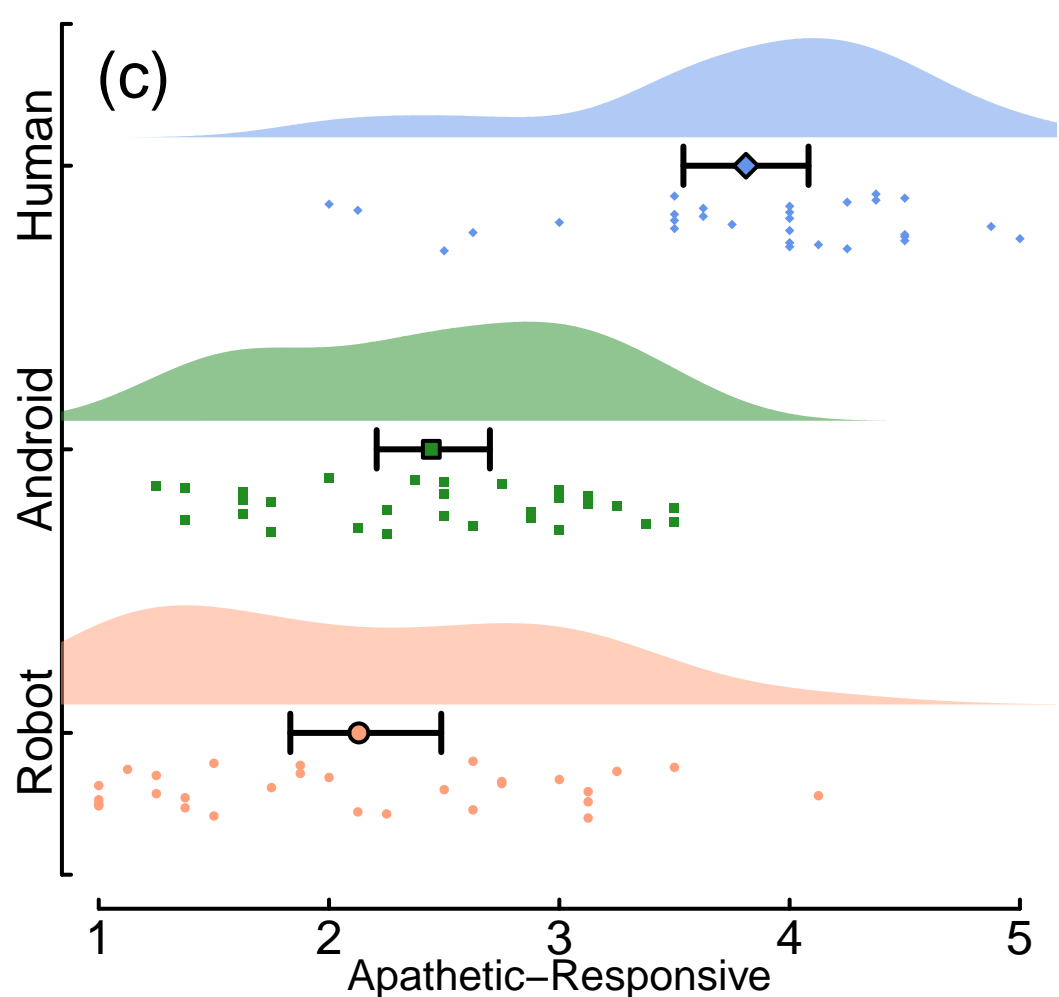 (c)
Human
Android
Robot
1 2 3 4 5
Apathetic–Responsive